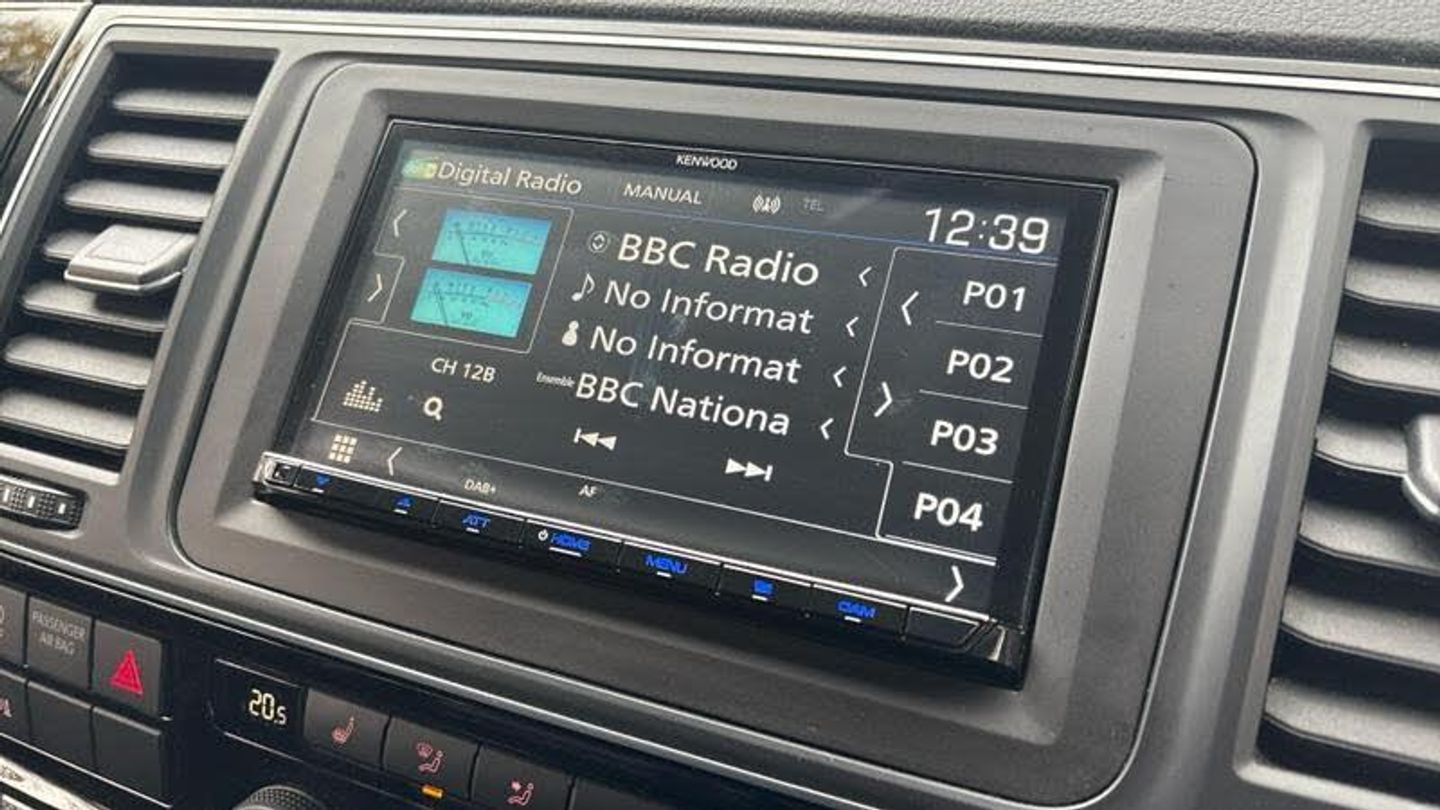 KENWOOD
Digital Radio
MANUAL
TEL
12:39
BBC Radio
No Informat
No Informat
Ensemble BBC Nationa
CH 12B
P01
P02
P03
P04
DAB+
AF
ATT
HOME
MENU
CAM
PASSENGER
AIR BAG
20.5